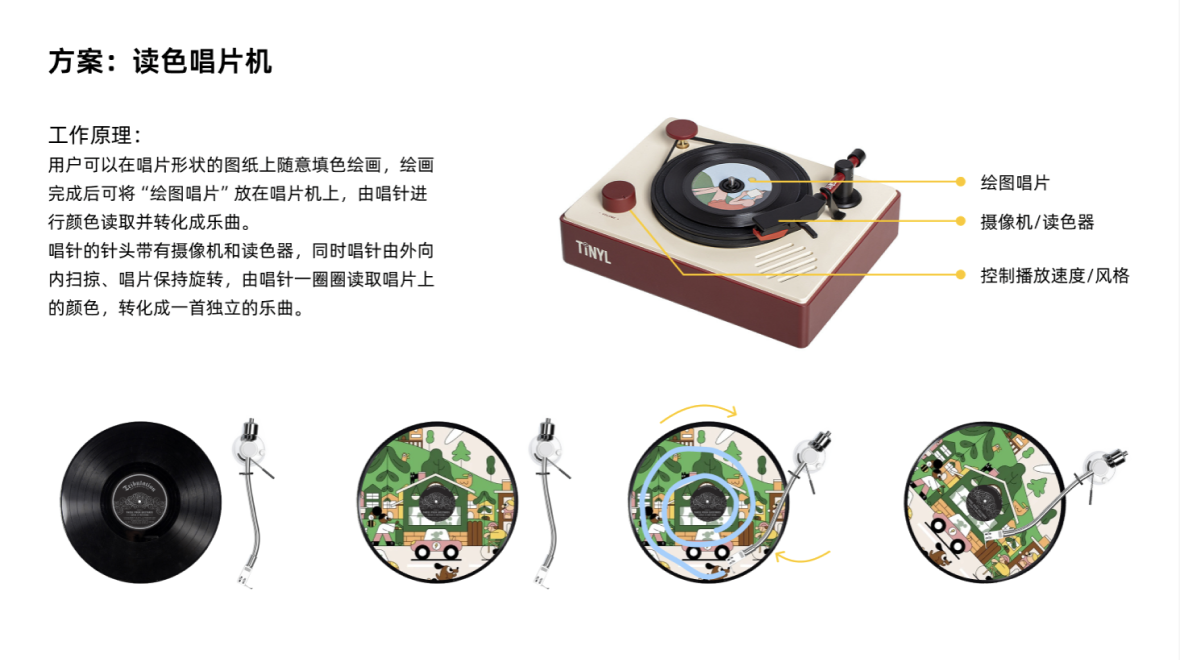 方案：读色唱片机
工作原理：
用户可以在唱片形状的图纸上随意填色绘画，绘画
完成后可将“绘图唱片”放在唱片机上，由唱针进
行颜色读取并转化成乐曲。
唱针的针头带有摄像机和读色器，同时唱针由外向
内扫掠、唱片保持旋转，由唱针一圈圈读取唱片上
的颜色，转化成一首独立的乐曲。
TINYL
绘图唱片
摄像机/读色器
控制播放速度/风格
Tribulation